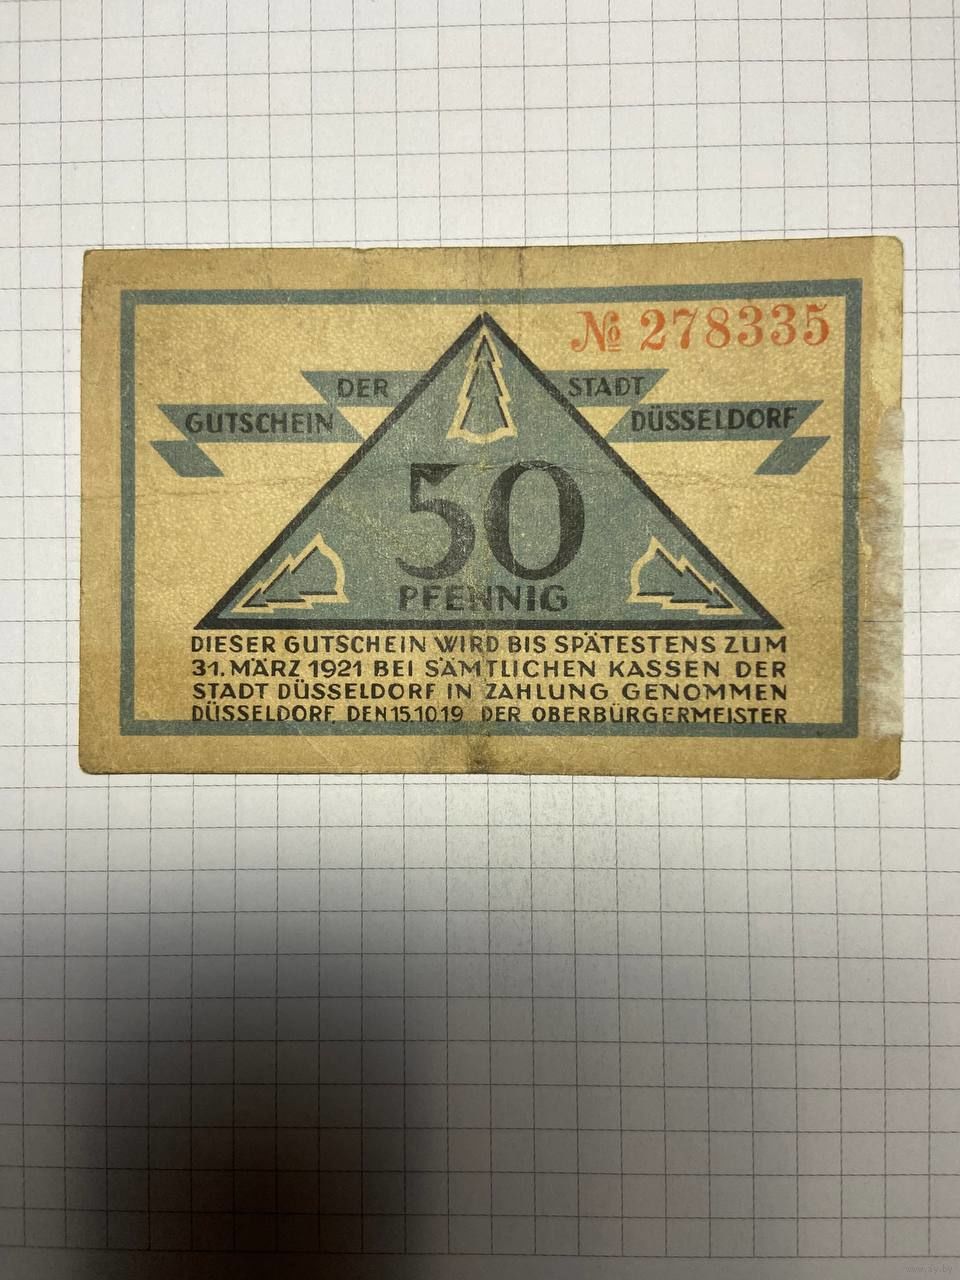 № 278335
DER STADT
GUTSCHEIN DÜSSELDORF
50
PFENNIG
DIESER GUTSCHEIN WIRD BIS SPÄTESTENS ZUM
31. MÄRZ 1921 BEI SÄMTLICHEN KASSEN DER
STADT DÜSSELDORF IN ZAHLUNG GENOMMEN
DÜSSELDORF, DEN 15.10.19 DER OBERBÜRGERMEISTER